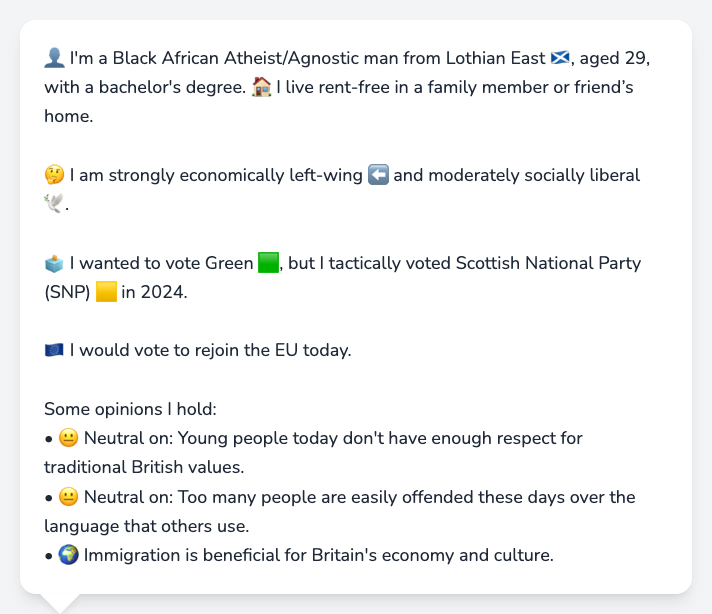 👤 I'm a Black African Atheist/Agnostic man from Lothian East 🏴󠁧󠁢󠁳󠁣󠁴󠁿, aged 29,
with a bachelor's degree. 🏠 I live rent-free in a family member or friend’s
home.
🤔 I am strongly economically left-wing ⬅️ and moderately socially liberal
🕊️.
🗳️ I wanted to vote Green 🟩, but I tactically voted Scottish National Party
(SNP) 🟨 in 2024.
🇪🇺 I would vote to rejoin the EU today.
Some opinions I hold:
• 😐 Neutral on: Young people today don't have enough respect for
traditional British values.
• 😐 Neutral on: Too many people are easily offended these days over the
language that others use.
• 🌍 Immigration is beneficial for Britain's economy and culture.